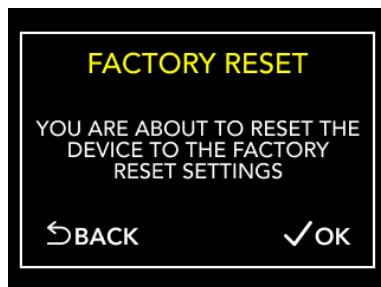 FACTORY RESET
YOU ARE ABOUT TO RESET THE
DEVICE TO THE FACTORY
RESET SETTINGS
BACK OK